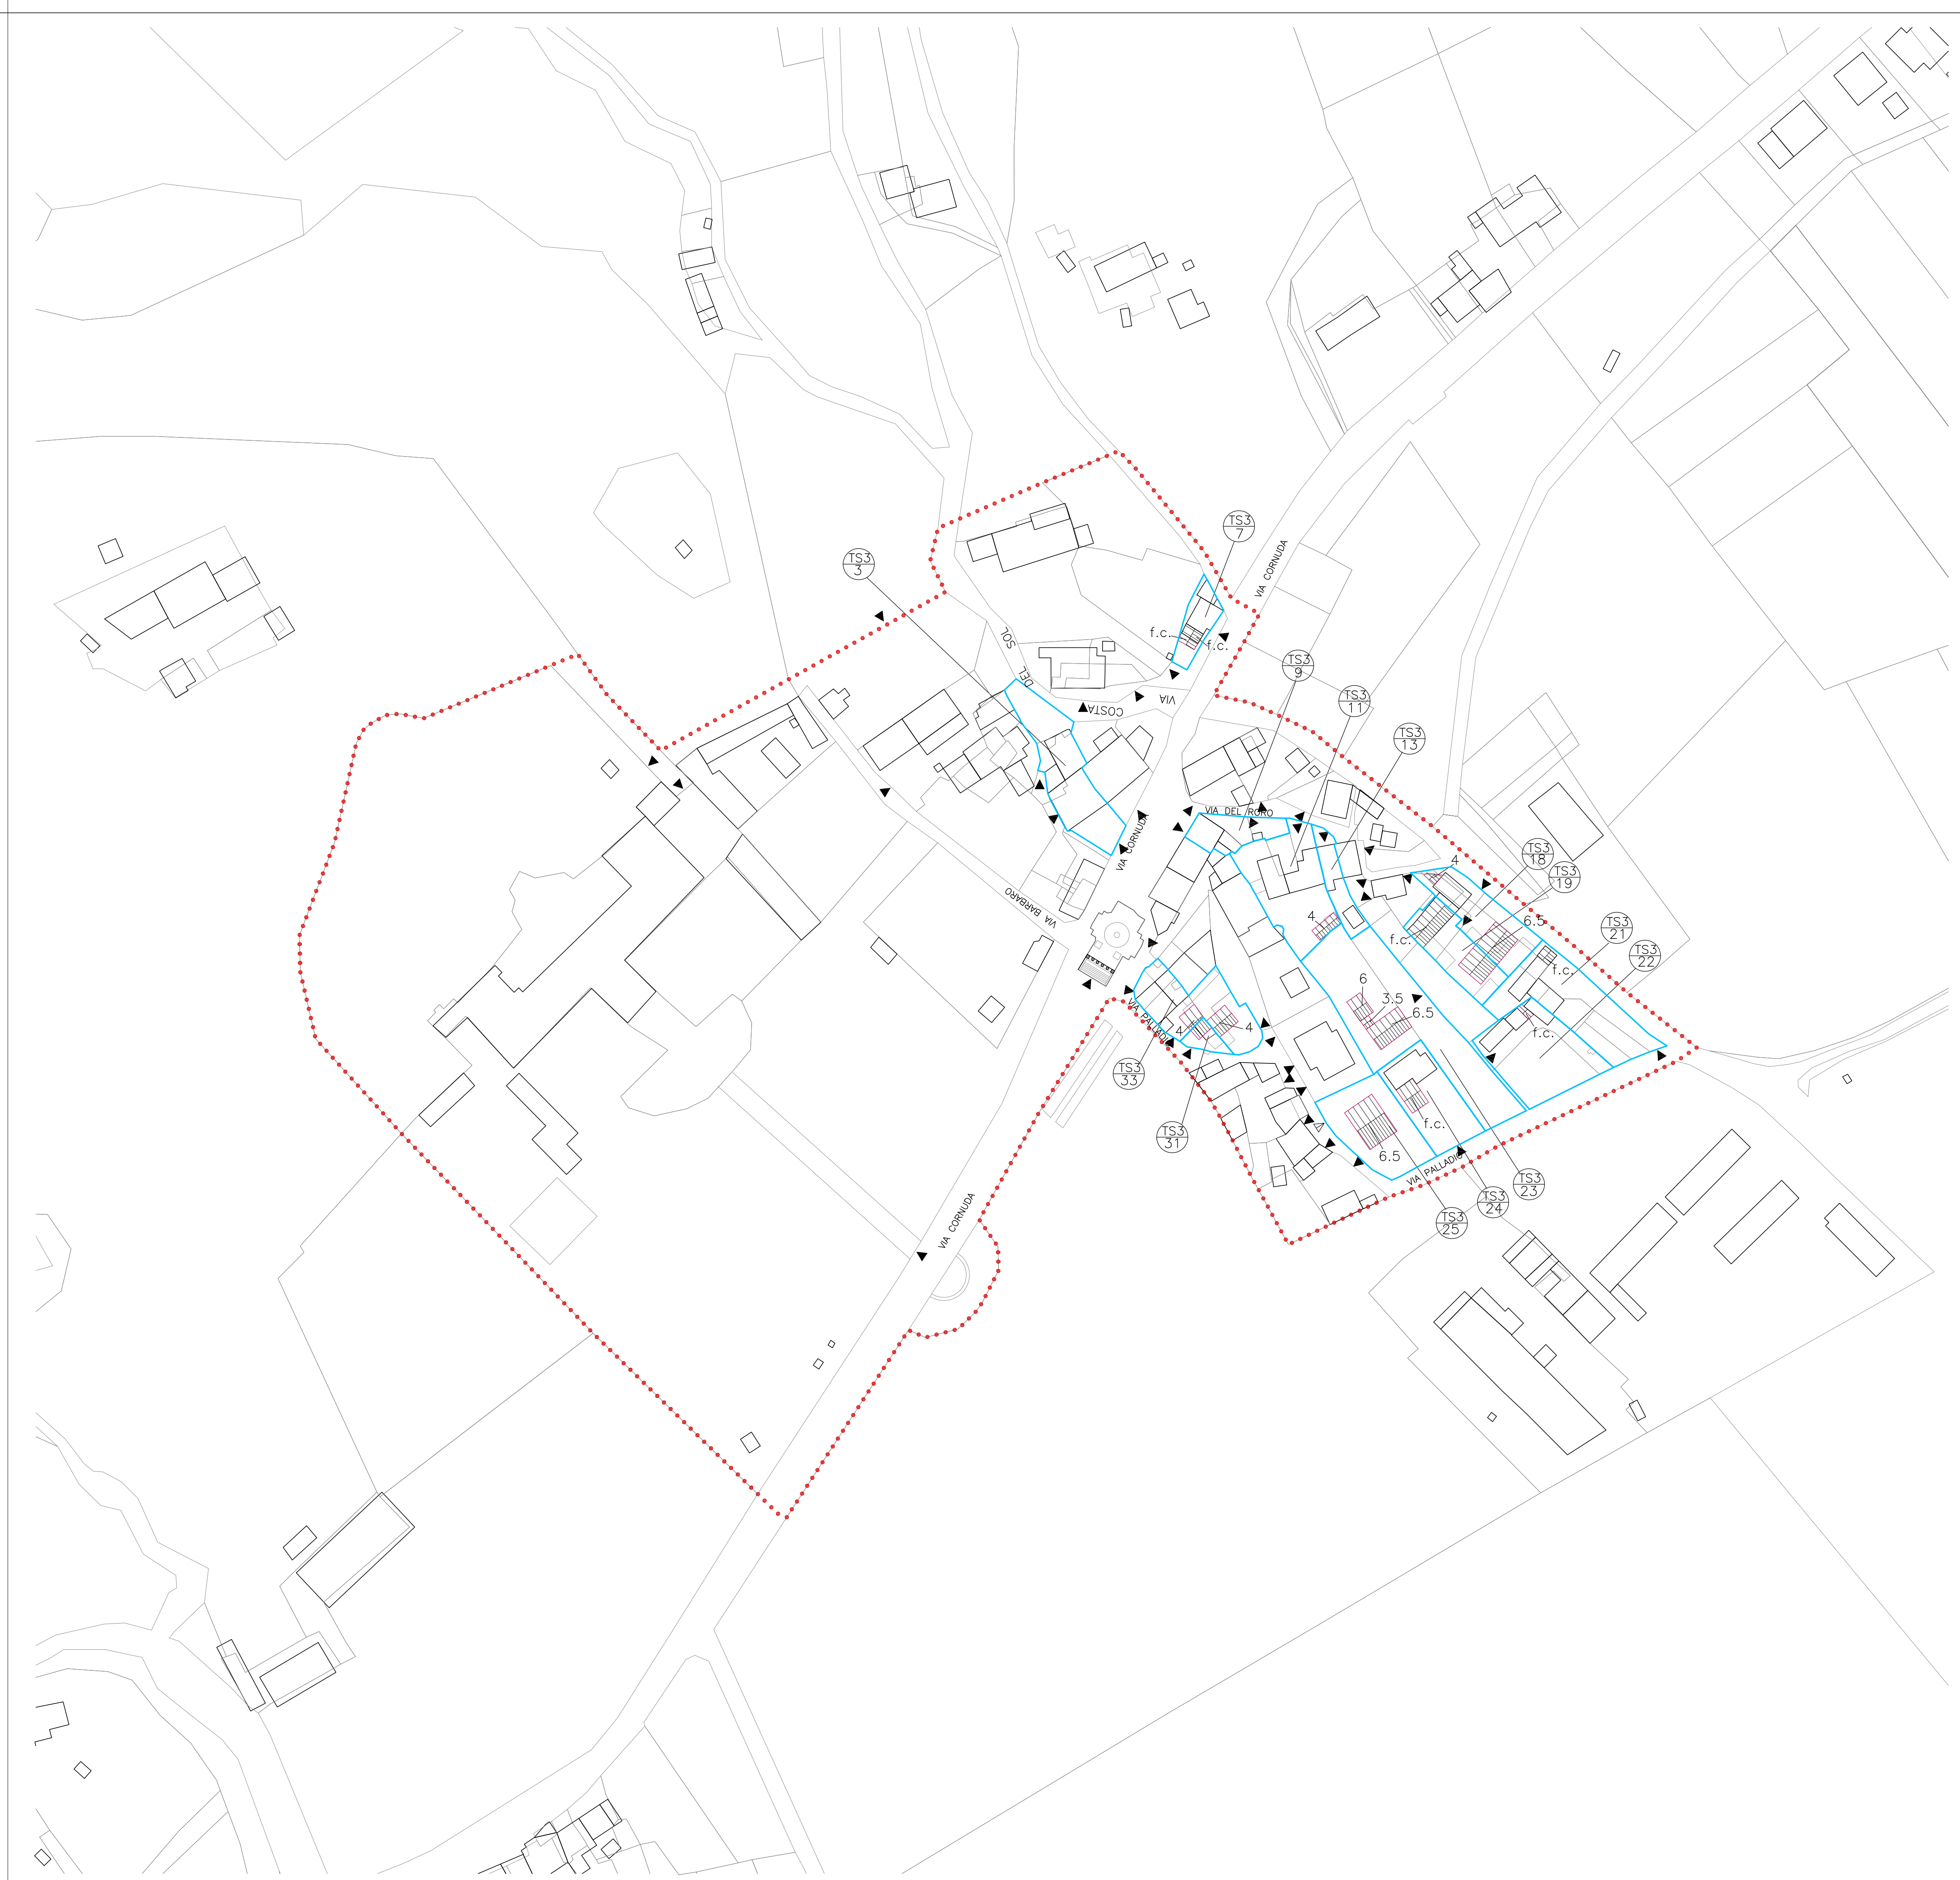 TS3
7
TS3
3
VIA CORNUDA
f.c.
f.c.
SOL
DEL
COSTA
VIA
TS3
9
TS3
11
TS3
13
VIA DEL RORO
VIA CORNUDA
VIA BARBARO
4
TS3
18
TS3
19
4
6.5
f.c.
TS3
21
TS3
22
f.c.
f.c.
6
3.5
6.5
VIA PALLADIO
4
4
TS3
33
TS3
31
f.c.
6.5
VIA PALLADIO
TS3
23
TS3
24
TS3
25
VIA CORNUDA